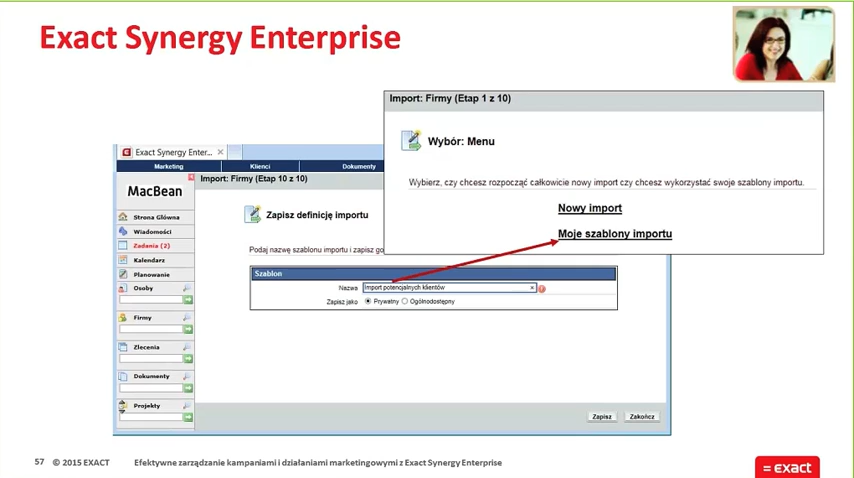 Exact Synergy Enterprise
Import: Firmy (Etap 1 z 10)
Wybór: Menu
Wybierz, czy chcesz rozpocząć całkowicie nowy import czy chcesz wykorzystać swoje szablony importu.
Nowy import
Moje szablony importu
Exact Synergy Enter...
Marketing
Klienci
Dokumenty
MacBean
Import: Firmy (Etap 10 z 10)
Zapisz definicję importu
Podaj nazwę szablonu importu i zapisz go
Szablon
Nazwa Import potencjalnych klientów
Zapisz jako Prywatny Ogólnodostępny
Strona Główna
Wiadomości
Zadania (2)
Kalendarz
Planowanie
Osoby
Firmy
Zlecenia
Dokumenty
Projekty
Zapisz
Zakończ
57 © 2015 EXACT Efektywne zarządzanie kampaniami i działaniami marketingowymi z Exact Synergy Enterprise
= exact